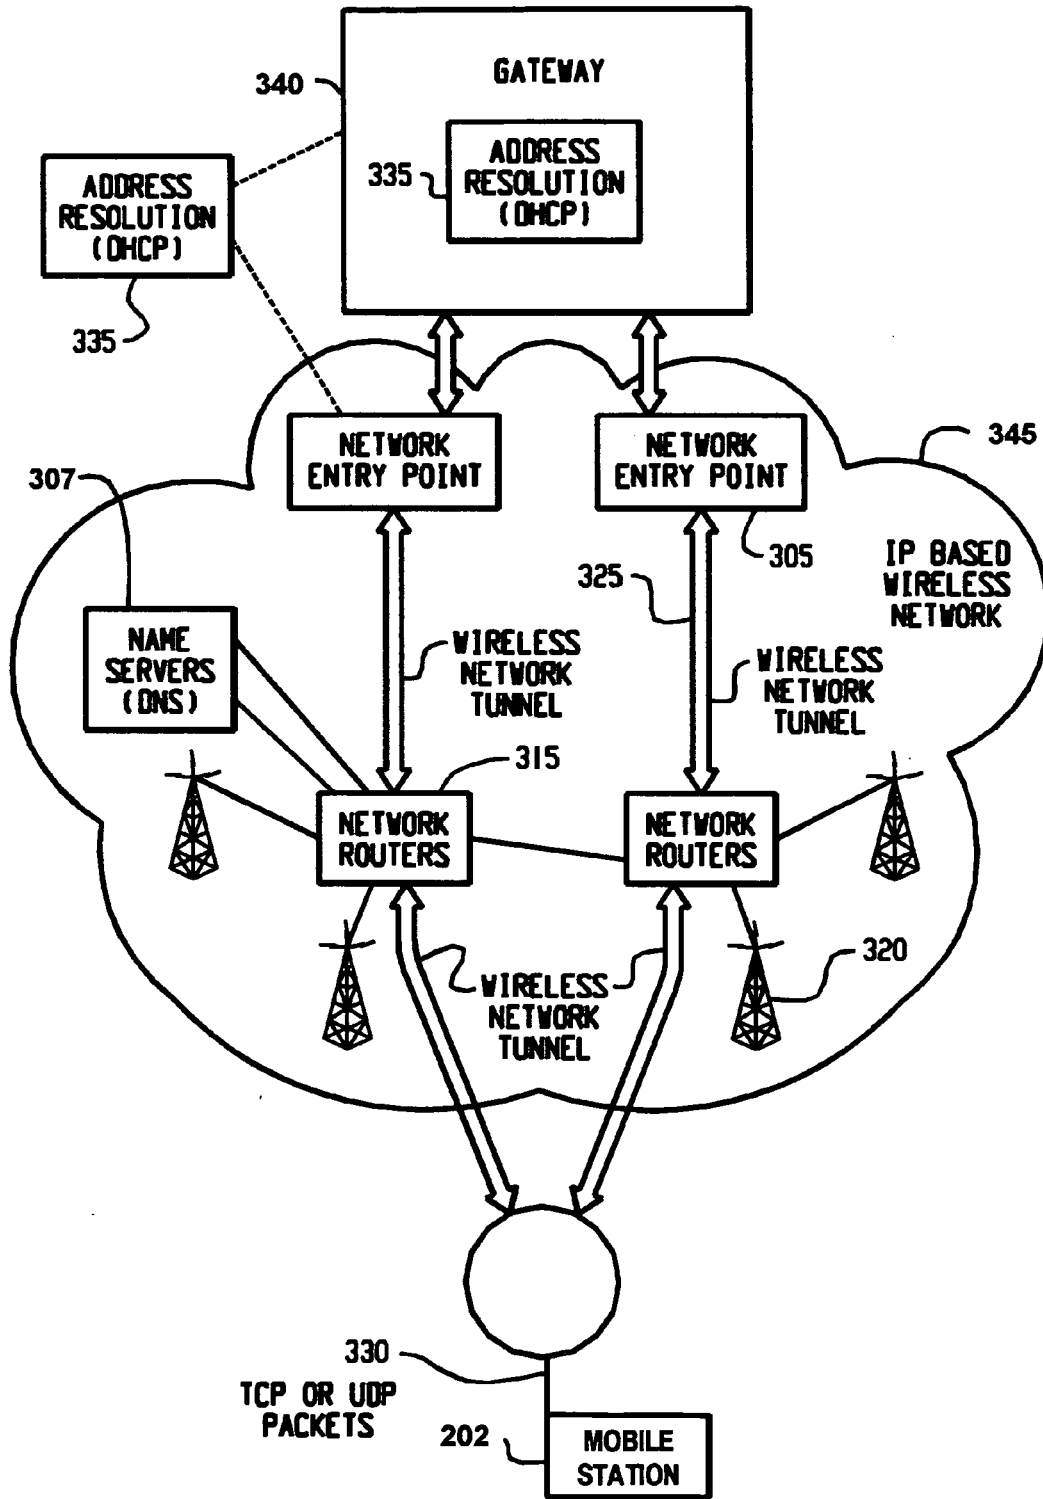 GATEWAY
340
ADDRESS
RESOLUTION
(DHCP)
335
ADDRESS
RESOLUTION
(DHCP)
335
NETWORK
ENTRY POINT
NETWORK
ENTRY POINT
345
307
305
325
IP BASED
WIRELESS
NETWORK
NAME
SERVERS
(DNS)
WIRELESS
NETWORK
TUNNEL
WIRELESS
NETWORK
TUNNEL
315
NETWORK
ROUTERS
NETWORK
ROUTERS
320
WIRELESS
NETWORK
TUNNEL
330
TCP OR UDP
PACKETS
202
MOBILE
STATION